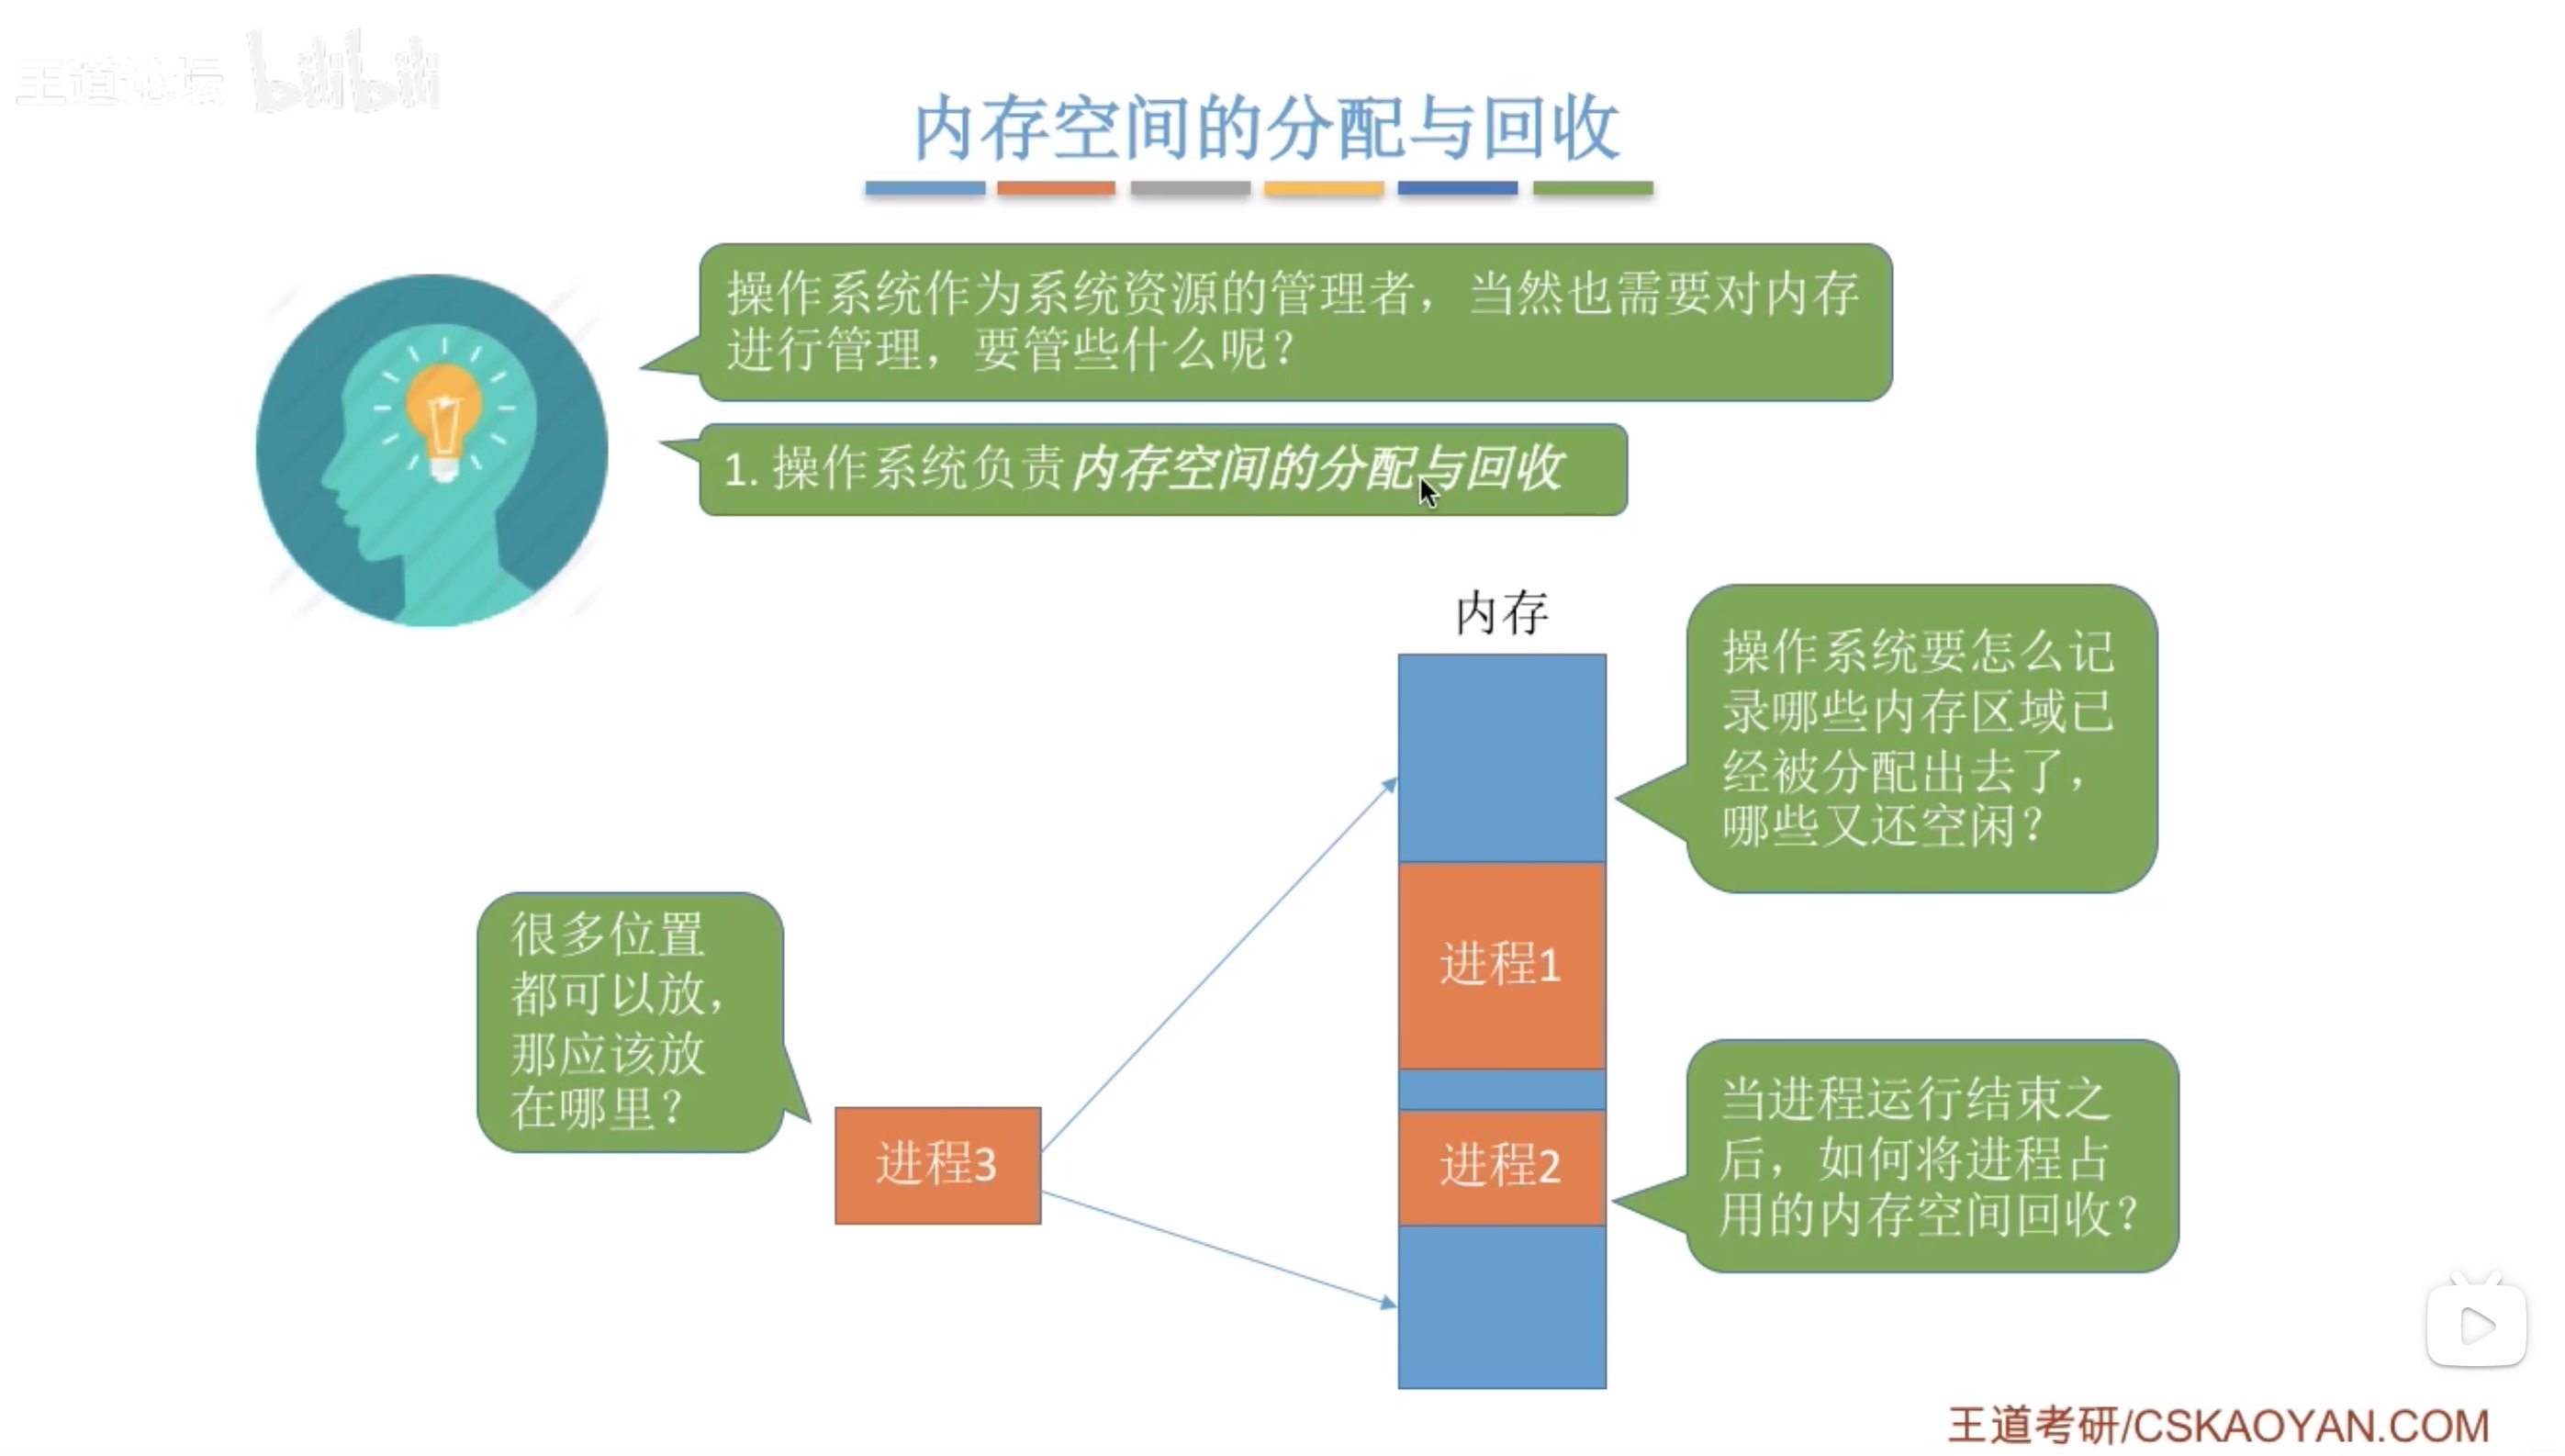 王道论坛 bilibili
内存空间的分配与回收
操作系统作为系统资源的管理者，当然也需要对内存
进行管理，要管些什么呢？
1. 操作系统负责内存空间的分配与回收
内存
操作系统要怎么记
录哪些内存区域已
经被分配出去了，
哪些又还空闲？
进程1
很多位置
都可以放，
那应该放
在哪里？
进程3
进程2
当进程运行结束之
后，如何将进程占
用的内存空间回收？
王道考研/CSKAOYAN.COM